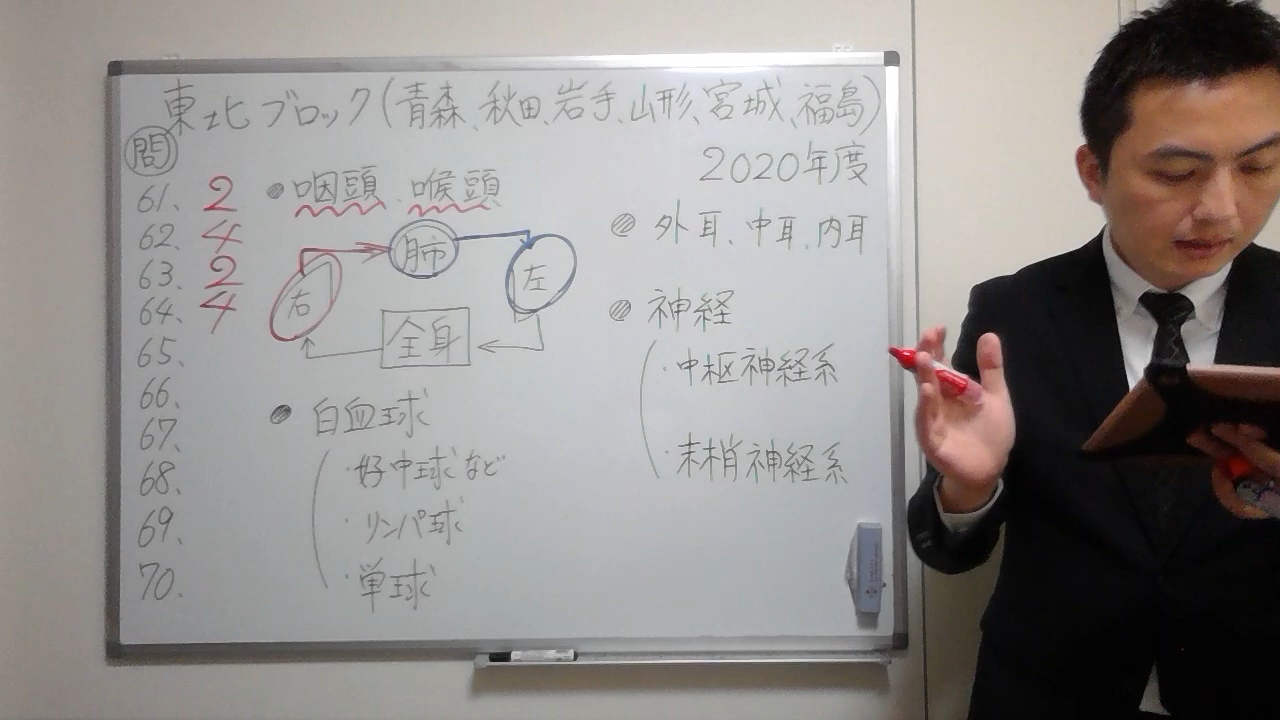 東北ブロック(青森、秋田、岩手、山形、宮城、福島)
2020年度
問
61、2
62、4
63、2
64、4
65、
66、
67、
68、
69、
70、
咽頭、喉頭
肺
右
左
全身
白血球
・好中球など
・リンパ球
・単球
外耳、中耳、内耳
神経
・中枢神経系
・末梢神経系